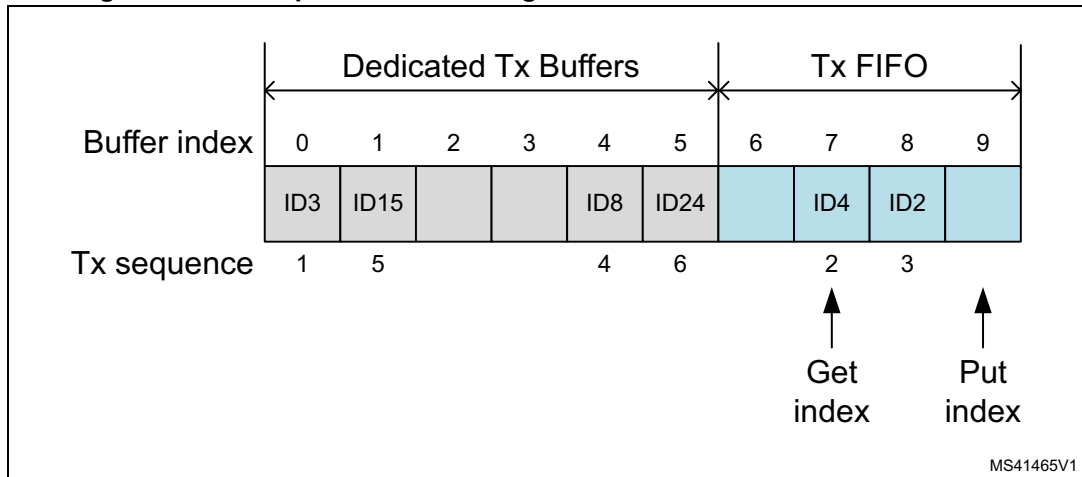 Dedicated Tx Buffers Tx FIFO
Buffer index 0 1 2 3 4 5 6 7 8 9
ID3 ID15 ID8 ID24 ID4 ID2
Tx sequence 1 5 4 6 2 3
Get index Put index
MS41465V1